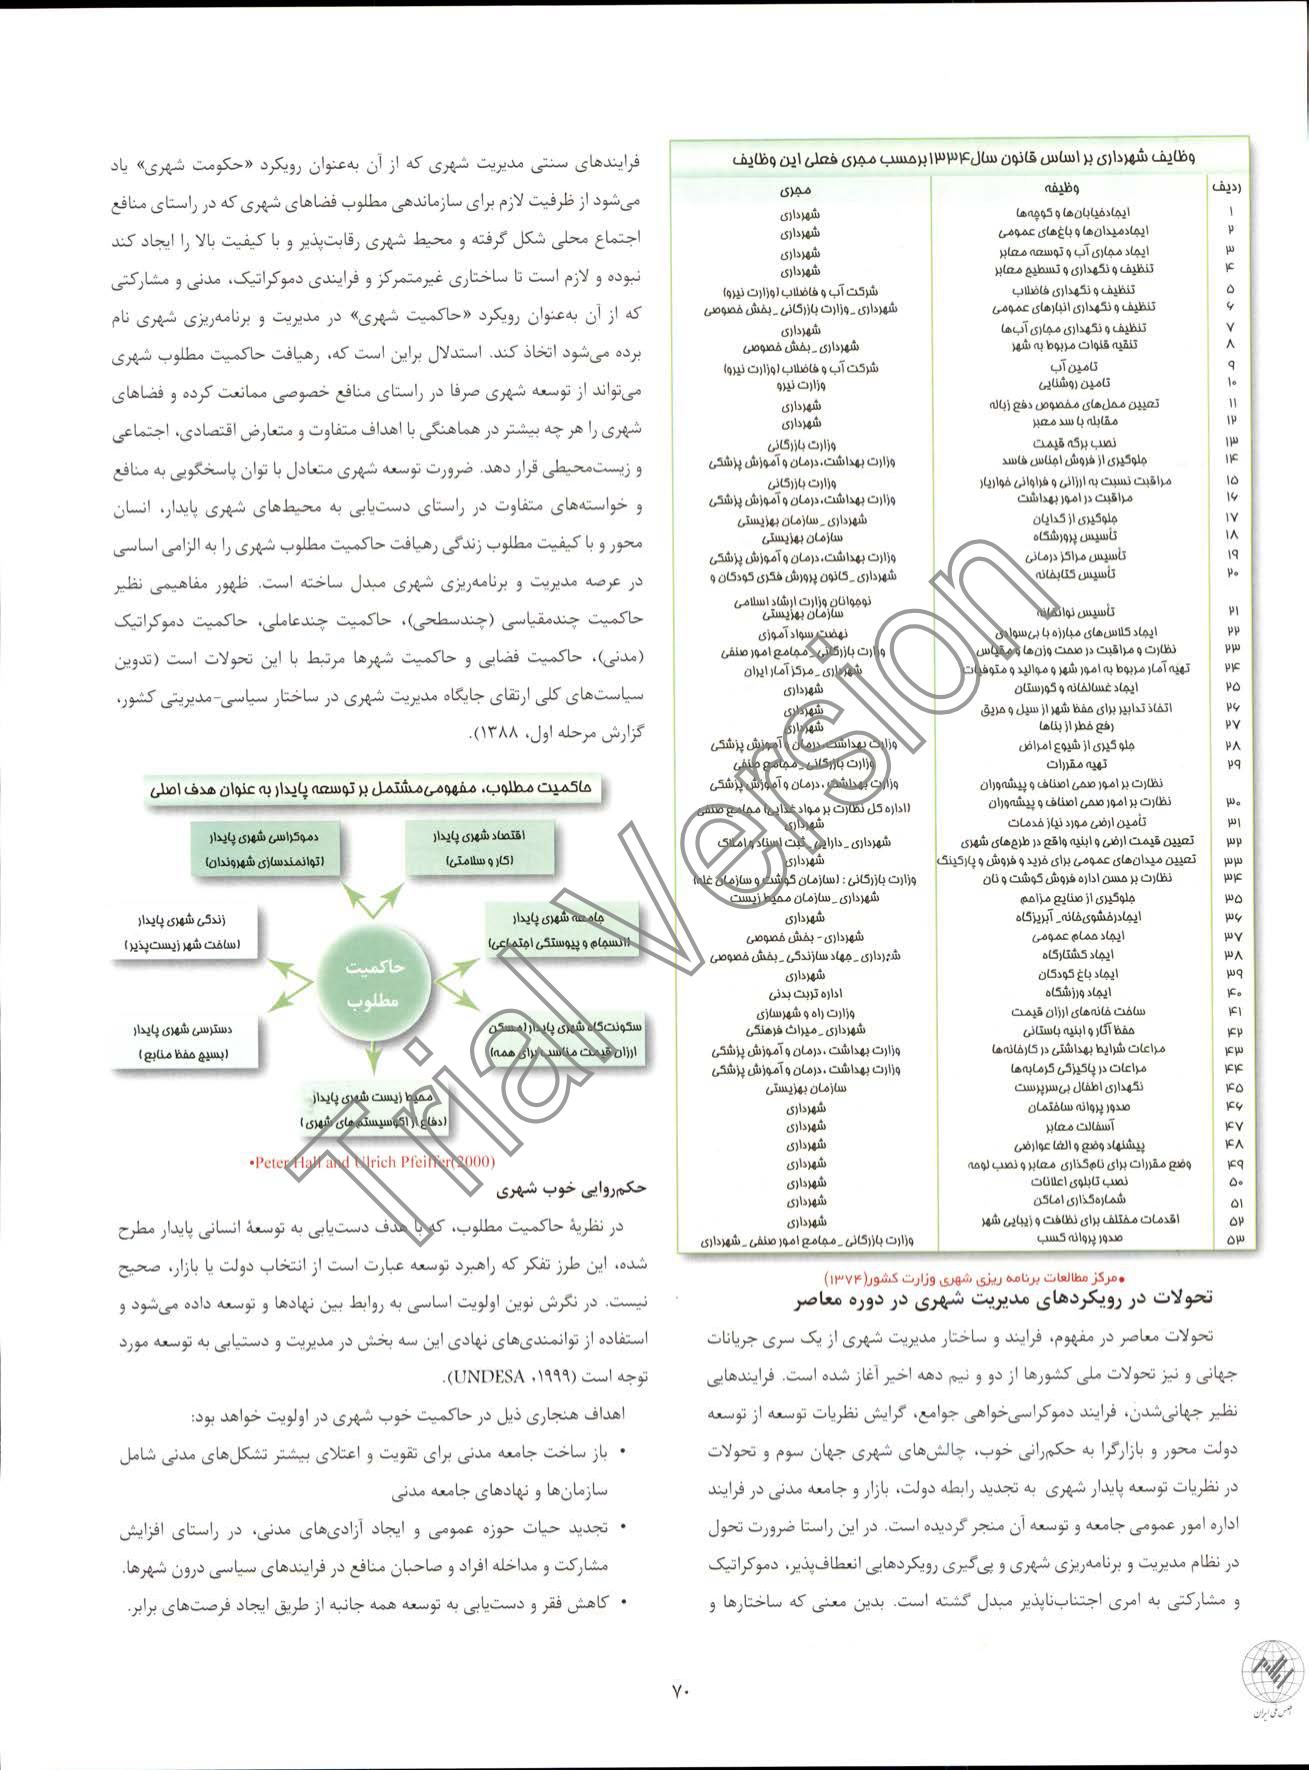 وظایف شهرداری بر اساس قانون سال ۱۳۳۴ برحسب مجری فعلی این وظایف
ردیف وظیفه مجری
۱ ایجاد خیابان‌ها و کوچه‌ها شهرداری
۲ ایجاد میدان‌ها و باغ‌های عمومی شهرداری
۳ ایجاد مجاری آب و توسعه معابر شهرداری
۴ تنظیف و نگهداری و تسطیح معابر شهرداری
۵ تنظیف و نگهداری فاضلاب شرکت آب و فاضلاب (وزارت نیرو)
۶ تنظیف و نگهداری انبارهای عمومی شهرداری _ وزارت بازرگانی _ بخش خصوصی
۷ تنظیف و نگهداری مجاری آب‌ها شهرداری
۸ تنقیه قنوات مربوط به شهر شهرداری _ بخش خصوصی
۹ تامین آب شرکت آب و فاضلاب (وزارت نیرو)
۱۰ تامین روشنایی وزارت نیرو
۱۱ تعیین محل‌های مخصوص دفع زباله شهرداری
۱۲ مقابله با سد معبر شهرداری
۱۳ نصب برگه قیمت وزارت بازرگانی
۱۴ جلوگیری از فروش اجناس فاسد وزارت بهداشت، درمان و آموزش پزشکی
۱۵ مراقبت نسبت به ارزانی و فراوانی خواربار وزارت بازرگانی
۱۶ مراقبت در امور بهداشت وزارت بهداشت، درمان و آموزش پزشکی
۱۷ جلوگیری از گدایان شهرداری _ سازمان بهزیستی
۱۸ تأسیس پرورشگاه سازمان بهزیستی
۱۹ تأسیس مراکز درمانی وزارت بهداشت، درمان و آموزش پزشکی
۲۰ تأسیس کتابخانه شهرداری _ کانون پرورش فکری کودکان و
نوجوانان وزارت ارشاد اسلامی
۲۱ تأسیس نوانخانه سازمان بهزیستی
۲۲ ایجاد کلاس‌های مبارزه با بی‌سوادی نهضت سواد آموزی
۲۳ نظارت و مراقبت در صحت وزن‌ها و مقیاس وزارت بازرگانی _ مجامع امور صنفی
۲۴ تهیه آمار مربوط به امور شهر و موالید و متوفیات شهرداری _ مرکز آمار ایران
۲۵ ایجاد غسالخانه و گورستان شهرداری
۲۶ اتخاذ تدابیر برای حفظ شهر از سیل و حریق شهرداری
۲۷ رفع خطر از بناها شهرداری
۲۸ جلو گیری از شیوع امراض وزارت بهداشت، درمان و آموزش پزشکی
۲۹ تهیه مقررات وزارت بازرگانی _ مجامع صنفی
نظارت بر امور صحی اصناف و پیشه‌وران وزارت بهداشت ، درمان و آموزش پزشکی
۳۰ نظارت بر امور صحی اصناف و پیشه‌وران (اداره کل نظارت بر مواد غذایی) مجامع صنفی
۳۱ تأمین ارضی مورد نیاز خدمات شهرداری
۳۲ تعیین قیمت ارضی و ابنیه واقع در طرح‌های شهری شهرداری _ دارایی _ ثبت اسناد و املاک
۳۳ تعیین میدان‌های عمومی برای خرید و فروش و پارکینگ شهرداری
۳۴ نظارت بر حسن اداره فروش گوشت و نان وزارت بازرگانی : (سازمان گوشت و سازمان غله)
۳۵ جلوگیری از صنایع مزاحم شهرداری _ سازمان محیط زیست
۳۶ ایجاد رخشوی‌خانه _ آبریزگاه شهرداری
۳۷ ایجاد حمام عمومی شهرداری - بخش خصوصی
۳۸ ایجاد کشتارگاه شهرداری _ جهاد سازندگی _ بخش خصوصی
۳۹ ایجاد باغ کودکان شهرداری
۴۰ ایجاد ورزشگاه اداره تربت بدنی
۴۱ ساخت خانه‌های ارزان قیمت وزارت راه و شهرسازی
۴۲ حفظ آثار و ابنیه باستانی شهرداری _ میراث فرهنگی
۴۳ مراعات شرایط بهداشتی در کارخانه‌ها وزارت بهداشت ، درمان و آموزش پزشکی
۴۴ مراعات در پاکیزگی گرمابه‌ها وزارت بهداشت ، درمان و آموزش پزشکی
۴۵ نگهداری اطفال بی‌سرپرست سازمان بهزیستی
۴۶ صدور پروانه ساختمان شهرداری
۴۷ آسفالت معابر شهرداری
۴۸ پیشنهاد وضع و الغا عوارضی شهرداری
۴۹ وضع مقررات برای نام‌گذاری معابر و نصب لوحه شهرداری
۵۰ نصب تابلوی اعلانات شهرداری
۵۱ شماره‌گذاری اماکن شهرداری
۵۲ اقدمات مختلف برای نظافت و زیبایی شهر شهرداری
۵۳ صدور پروانه کسب وزارت بازرگانی _ مجامع امور صنفی _ شهرداری
•مرکز مطالعات برنامه ریزی شهری وزارت کشور(۱۳۷۴)
تحولات در رویکردهای مدیریت شهری در دوره معاصر
تحولات معاصر در مفهوم، فرایند و ساختار مدیریت شهری از یک سری جریانات
جهانی و نیز تحولات ملی کشورها از دو و نیم دهه اخیر آغاز شده است. فرایندهایی
نظیر جهانی‌شدن، فرایند دموکراسی‌خواهی جوامع، گرایش نظریات توسعه از توسعه
دولت محور و بازارگرا به حکم‌رانی خوب، چالش‌های شهری جهان سوم و تحولات
در نظریات توسعه پایدار شهری به تجدید رابطه دولت، بازار و جامعه مدنی در فرایند
اداره امور عمومی جامعه و توسعه آن منجر گردیده است. در این راستا ضرورت تحول
در نظام مدیریت و برنامه‌ریزی شهری و پی‌گیری رویکردهایی انعطاف‌پذیر، دموکراتیک
و مشارکتی به امری اجتناب‌ناپذیر مبدل گشته است. بدین معنی که ساختارها و
فرایندهای سنتی مدیریت شهری که از آن به‌عنوان رویکرد «حکومت شهری» یاد
می‌شود از ظرفیت لازم برای سازماندهی مطلوب فضاهای شهری که در راستای منافع
اجتماع محلی شکل گرفته و محیط شهری رقابت‌پذیر و با کیفیت بالا را ایجاد کند
نبوده و لازم است تا ساختاری غیرمتمرکز و فرایندی دموکراتیک، مدنی و مشارکتی
که از آن به‌عنوان رویکرد «حاکمیت شهری» در مدیریت و برنامه‌ریزی شهری نام
برده می‌شود اتخاذ کند. استدلال براین است که، رهیافت حاکمیت مطلوب شهری
می‌تواند از توسعه شهری صرفا در راستای منافع خصوصی ممانعت کرده و فضاهای
شهری را هر چه بیشتر در هماهنگی با اهداف متفاوت و متعارض اقتصادی، اجتماعی
و زیست‌محیطی قرار دهد. ضرورت توسعه شهری متعادل با توان پاسخگویی به منافع
و خواسته‌های متفاوت در راستای دست‌یابی به محیط‌های شهری پایدار، انسان
محور و با کیفیت مطلوب زندگی رهیافت حاکمیت مطلوب شهری را به الزامی اساسی
در عرصه مدیریت و برنامه‌ریزی شهری مبدل ساخته است. ظهور مفاهیمی نظیر
حاکمیت چندمقیاسی (چندسطحی)، حاکمیت چندعاملی، حاکمیت دموکراتیک
(مدنی)، حاکمیت فضایی و حاکمیت شهرها مرتبط با این تحولات است (تدوین
سیاست‌های کلی ارتقای جایگاه مدیریت شهری در ساختار سیاسی-مدیریتی کشور،
گزارش مرحله اول، ۱۳۸۸).
حاکمیت مطلوب، مفهومی مشتمل بر توسعه پایدار به عنوان هدف اصلی
اقتصاد شهری پایدار
(کار و سلامتی)
دموکراسی شهری پایدار
(توانمندسازی شهروندان)
جامعه شهری پایدار
(انسجام و پیوستگی اجتماعی)
زندگی شهری پایدار
(ساخت شهر زیست‌پذیر)
حاکمیت
مطلوب
سکونت‌گاه شهری پایدار (مسکن
ارزان قیمت مناسب برای همه)
دسترسی شهری پایدار
(بسیج حفظ منابع)
محیط زیست شهری پایدار
(دفاع از اکوسیستم‌های شهری)
•Peter Hall and Ulrich Pfeiffer(2000)
حکم‌روایی خوب شهری
در نظریۀ حاکمیت مطلوب، که با هدف دست‌یابی به توسعۀ انسانی پایدار مطرح
شده، این طرز تفکر که راهبرد توسعه عبارت است از انتخاب دولت یا بازار، صحیح
نیست. در نگرش نوین اولویت اساسی به روابط بین نهادها و توسعه داده می‌شود و
استفاده از توانمندی‌های نهادی این سه بخش در مدیریت و دستیابی به توسعه مورد
توجه است (UNDESA ،۱۹۹۹).
اهداف هنجاری ذیل در حاکمیت خوب شهری در اولویت خواهد بود:
• باز ساخت جامعه مدنی برای تقویت و اعتلای بیشتر تشکل‌های مدنی شامل
سازمان‌ها و نهادهای جامعه مدنی
• تجدید حیات حوزه عمومی و ایجاد آزادی‌های مدنی، در راستای افزایش
مشارکت و مداخله افراد و صاحبان منافع در فرایندهای سیاسی درون شهرها.
• کاهش فقر و دست‌یابی به توسعه همه جانبه از طریق ایجاد فرصت‌های برابر.
۷۰
Trial Version